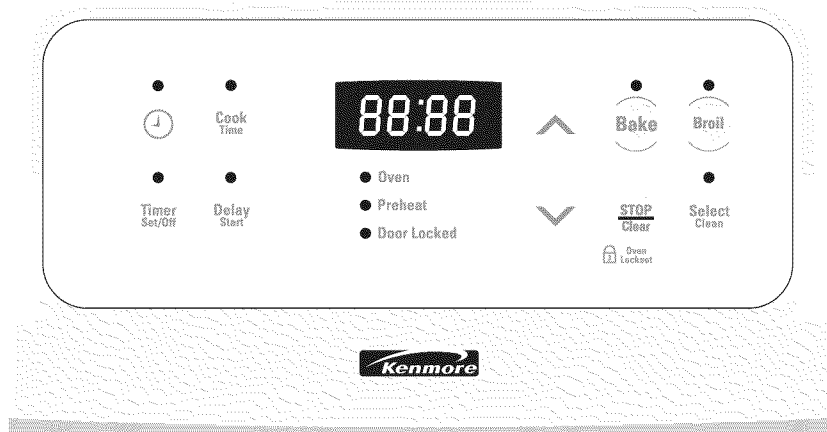 Cook
Time
88:88
Bake
Broil
Timer
Set/Off
Delay
Start
Oven
Preheat
Door Locked
STOP
Clear
Select
Clean
Oven
Lockout
Kenmore